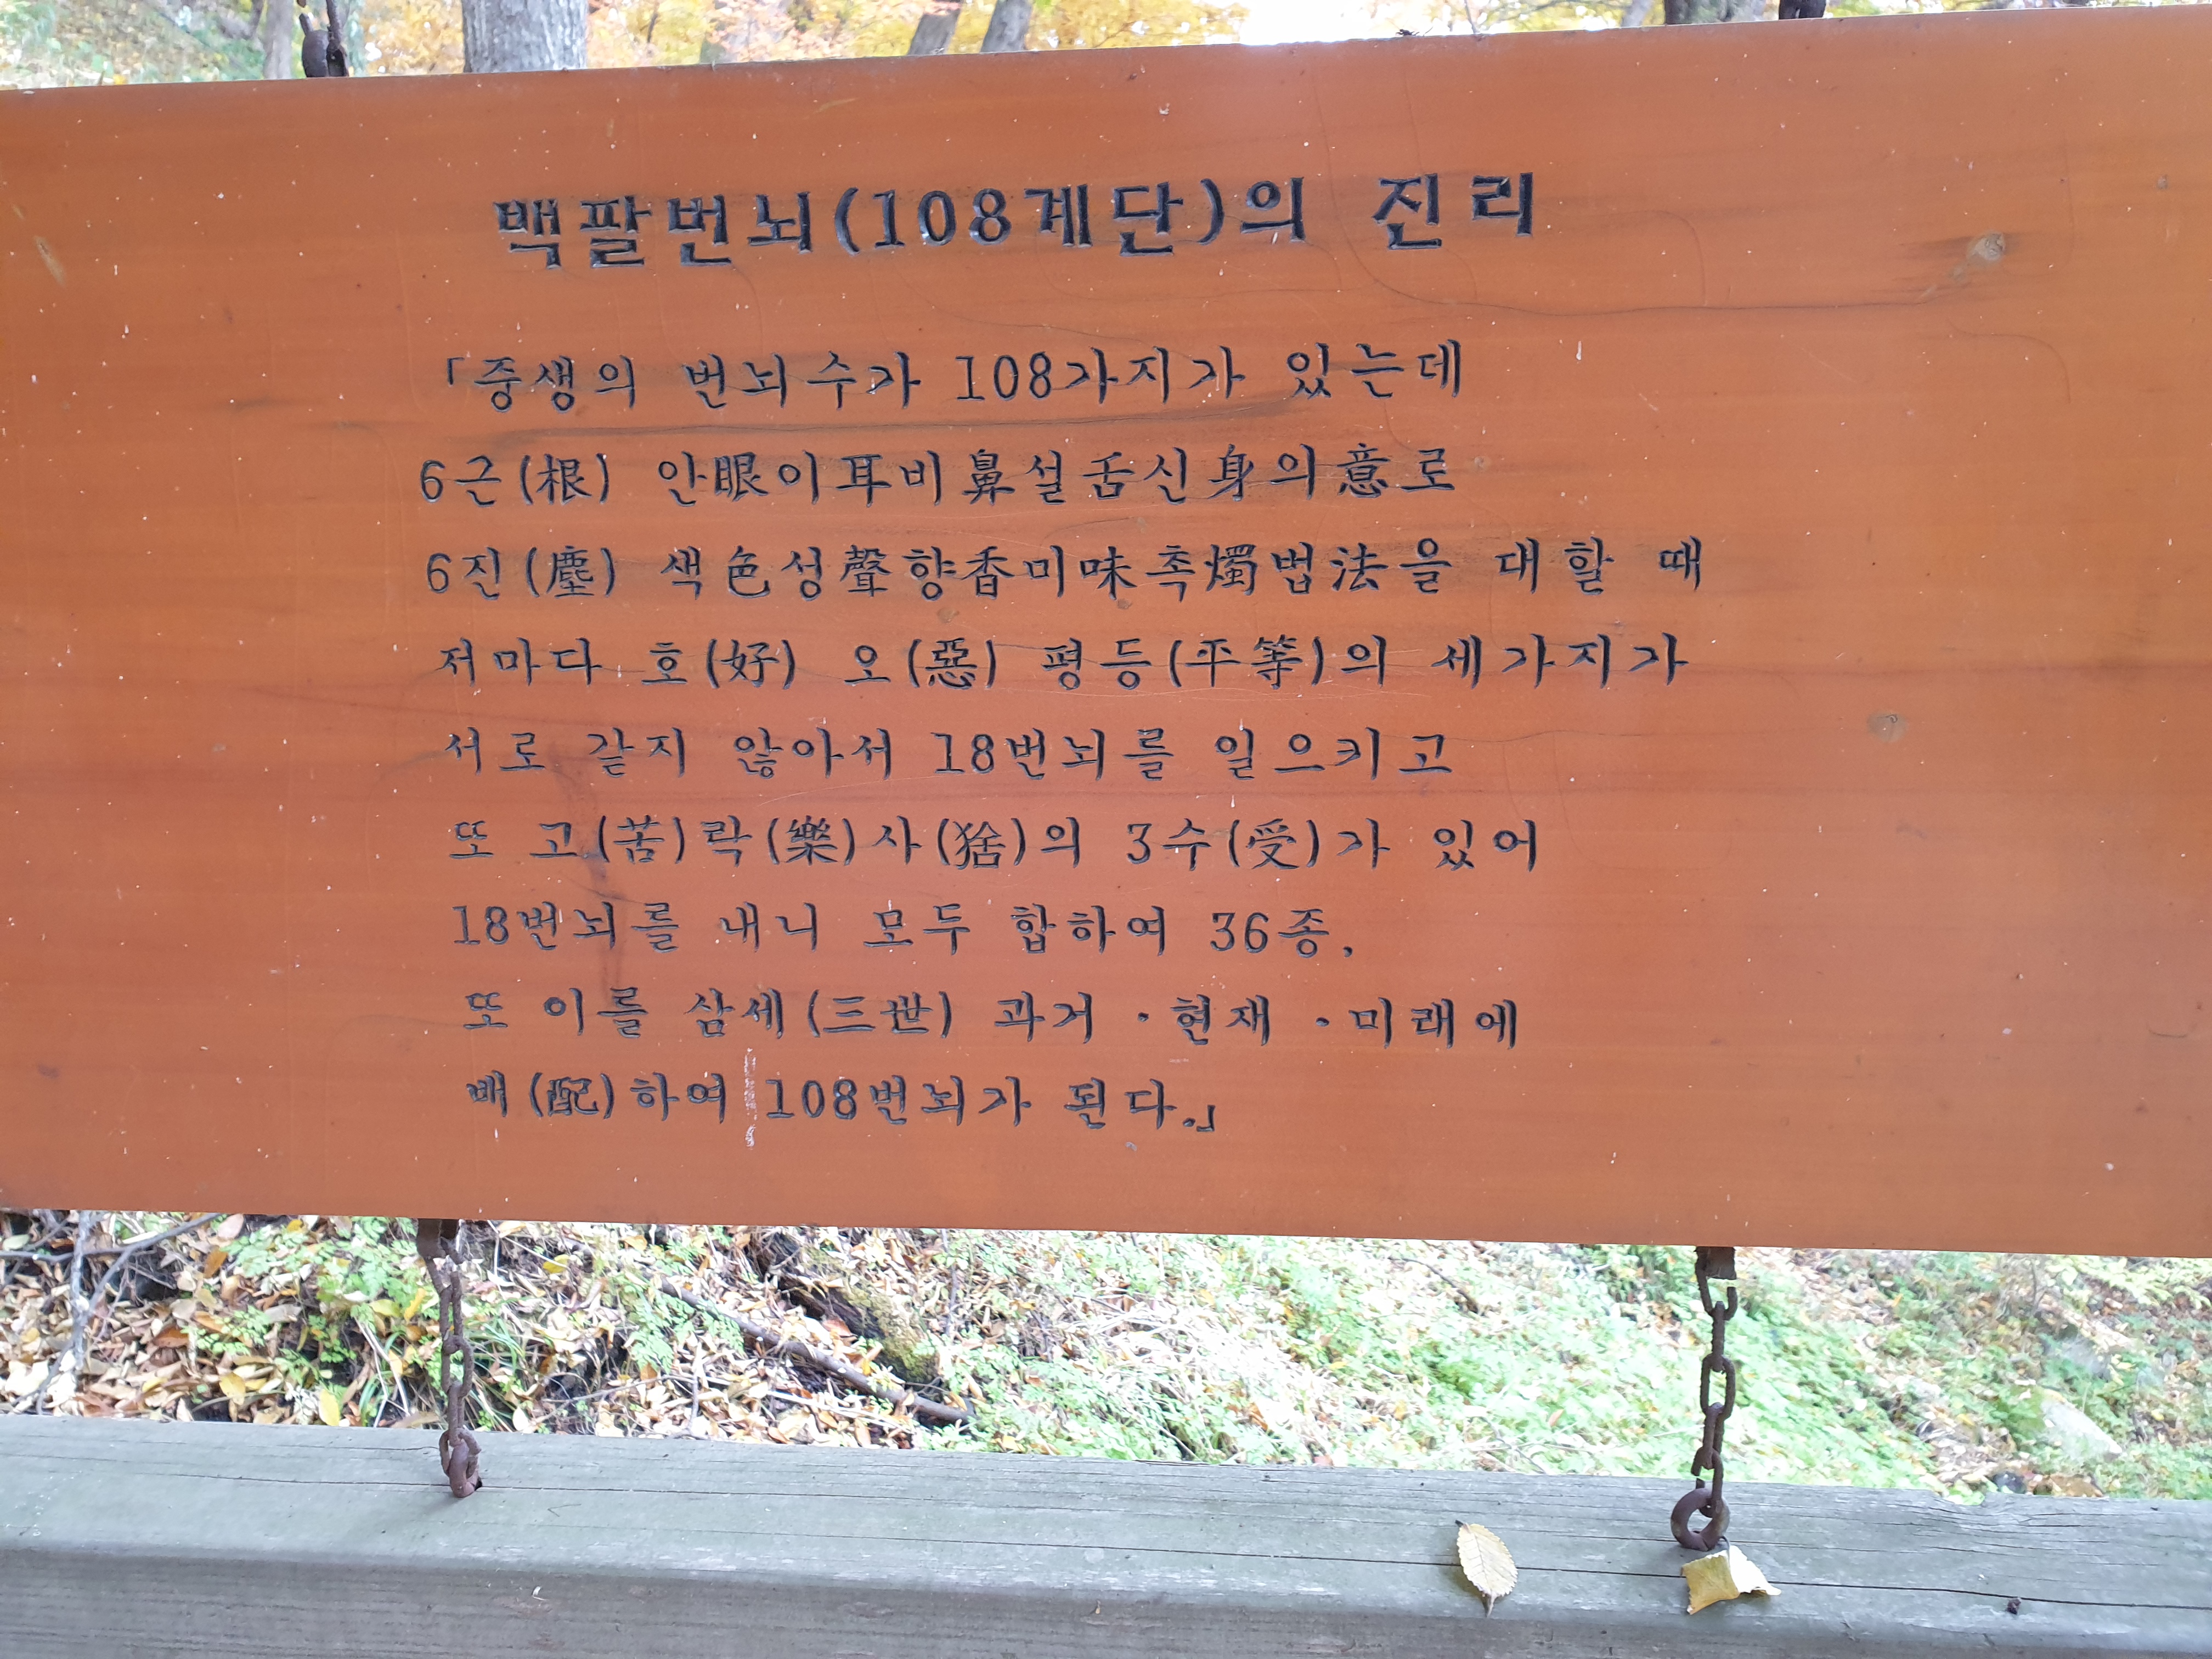 백팔번뇌(108계단)의 진리
「중생의 번뇌수가 108가지가 있는데
6근(根) 안眼이耳비鼻설舌신身의意로
6진(塵) 색色성聲향香미味촉燭법法을 대할 때
저마다 호(好) 오(惡) 평등(平等)의 세가지가
서로 같지 않아서 18번뇌를 일으키고
또 고(苦)락(樂)사(猞)의 3수(受)가 있어
18번뇌를 내니 모두 합하여 36종.
또 이를 삼세(三世) 과거 · 현재 · 미래에
배(配)하여 108번뇌가 된다.」